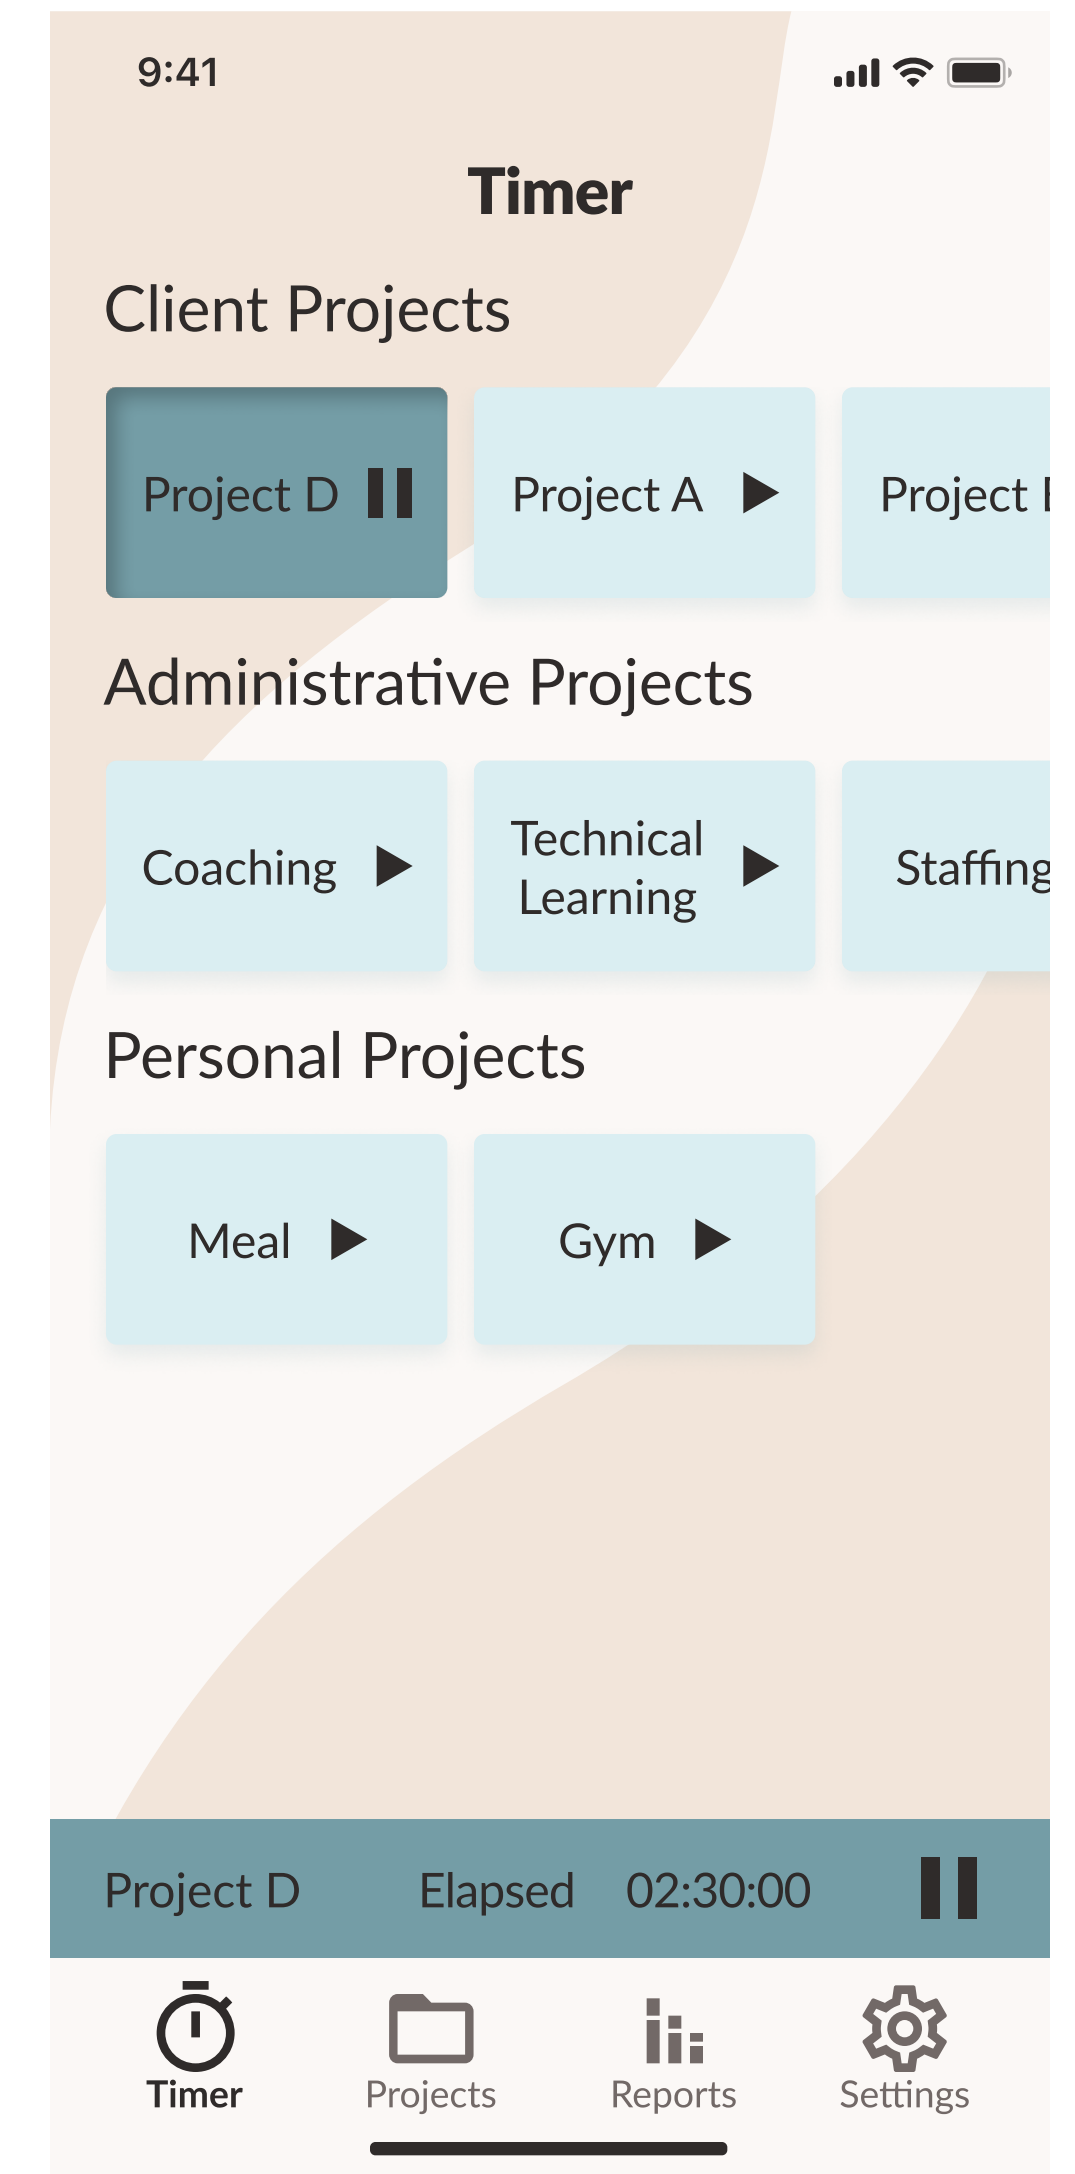 9:41
Timer
Client Projects
Project D
Project A
Project
Administrative Projects
Coaching
Technical
Learning
Staffing
Personal Projects
Meal
Gym
Project D Elapsed 02:30:00
Timer Projects Reports Settings